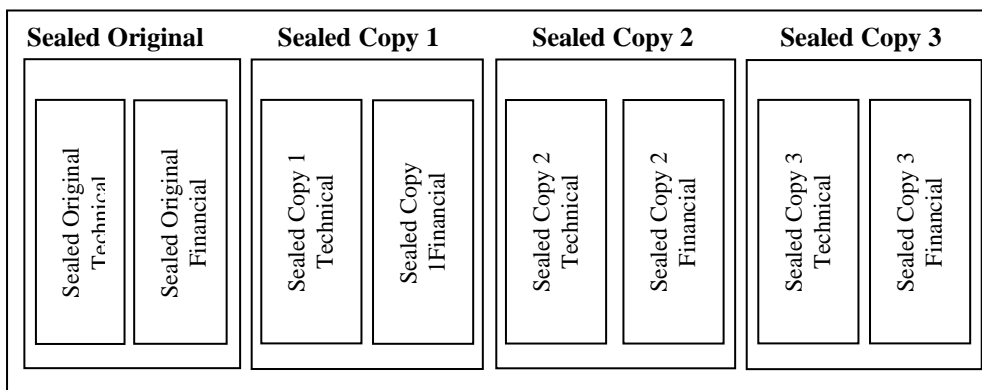 Sealed Original
Sealed Copy 1
Sealed Copy 2
Sealed Copy 3
Sealed Original
Technical
Sealed Original
Financial
Sealed Copy 1
Technical
Sealed Copy
1Financial
Sealed Copy 2
Technical
Sealed Copy 2
Financial
Sealed Copy 3
Technical
Sealed Copy 3
Financial